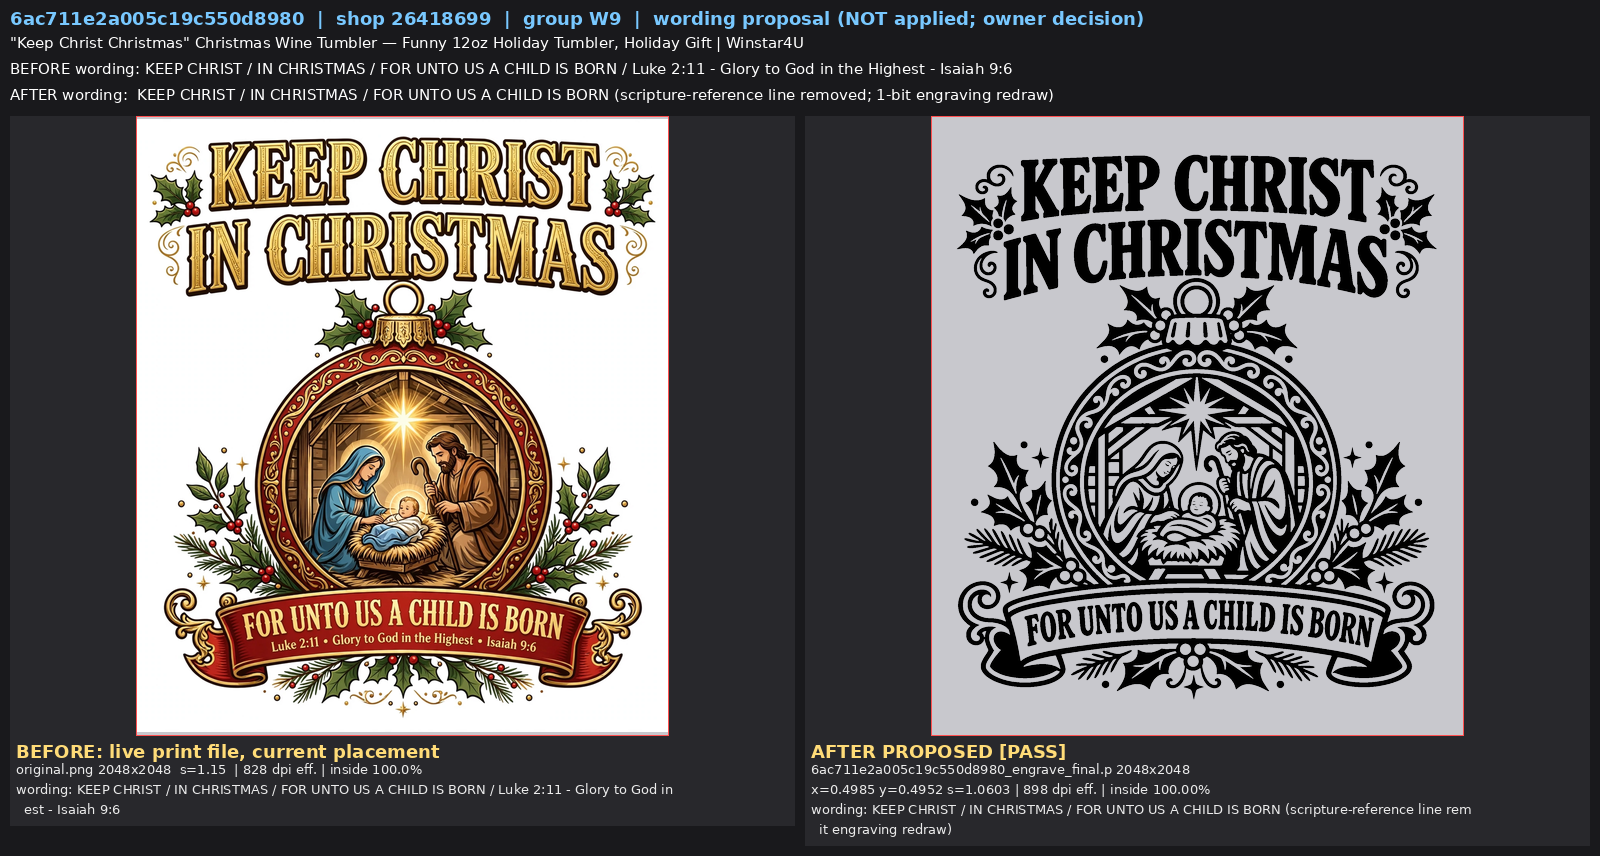 6ac711e2a005c19c550d8980 | shop 26418699 | group W9 | wording proposal (NOT applied; owner decision)
"Keep Christ Christmas" Christmas Wine Tumbler — Funny 12oz Holiday Tumbler, Holiday Gift | Winstar4U
BEFORE wording: KEEP CHRIST / IN CHRISTMAS / FOR UNTO US A CHILD IS BORN / Luke 2:11 - Glory to God in the Highest - Isaiah 9:6
AFTER wording: KEEP CHRIST / IN CHRISTMAS / FOR UNTO US A CHILD IS BORN (scripture-reference line removed; 1-bit engraving redraw)
KEEP CHRIST
IN CHRISTMAS
FOR UNTO US A CHILD IS BORN
Luke 2:11 • Glory to God in the Highest • Isaiah 9:6
BEFORE: live print file, current placement
original.png 2048x2048 s=1.15 | 828 dpi eff. | inside 100.0%
wording: KEEP CHRIST / IN CHRISTMAS / FOR UNTO US A CHILD IS BORN / Luke 2:11 - Glory to God in
est - Isaiah 9:6
KEEP CHRIST
IN CHRISTMAS
FOR UNTO US A CHILD IS BORN
AFTER PROPOSED [PASS]
6ac711e2a005c19c550d8980_engrave_final.p 2048x2048
x=0.4985 y=0.4952 s=1.0603 | 898 dpi eff. | inside 100.00%
wording: KEEP CHRIST / IN CHRISTMAS / FOR UNTO US A CHILD IS BORN (scripture-reference line rem
it engraving redraw)